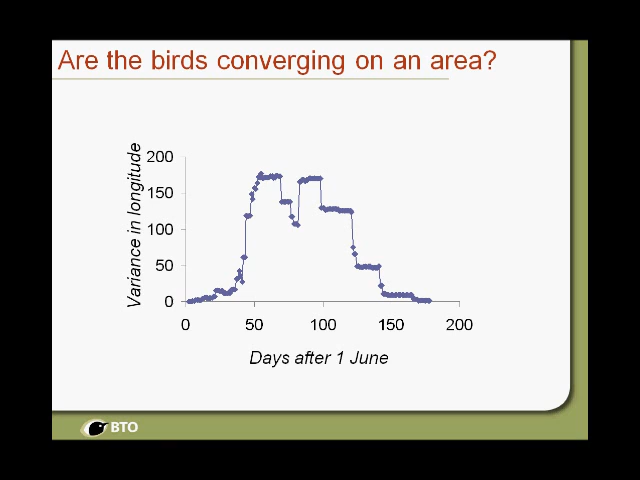 Are the birds converging on an area?
Variance in longitude
200
150
100
50
0
0 50 100 150 200
Days after 1 June
BTO